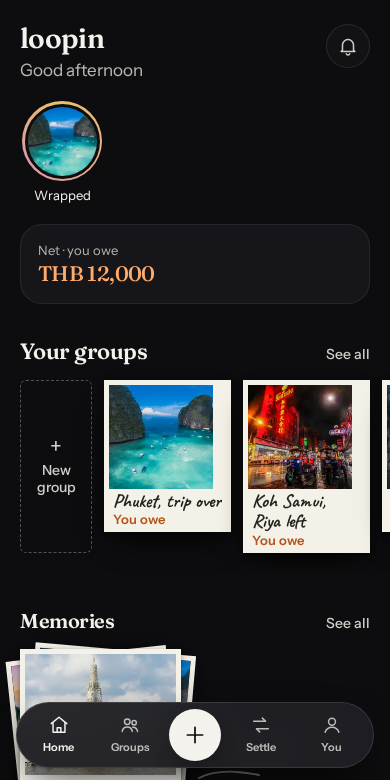 loopin
Good afternoon
Wrapped
Net · you owe
THB 12,000
Your groups
See all
+
New
group
Phuket, trip over
You owe
Koh Samui,
Riya left
You owe
Memories
See all
Home
Groups
Settle
You